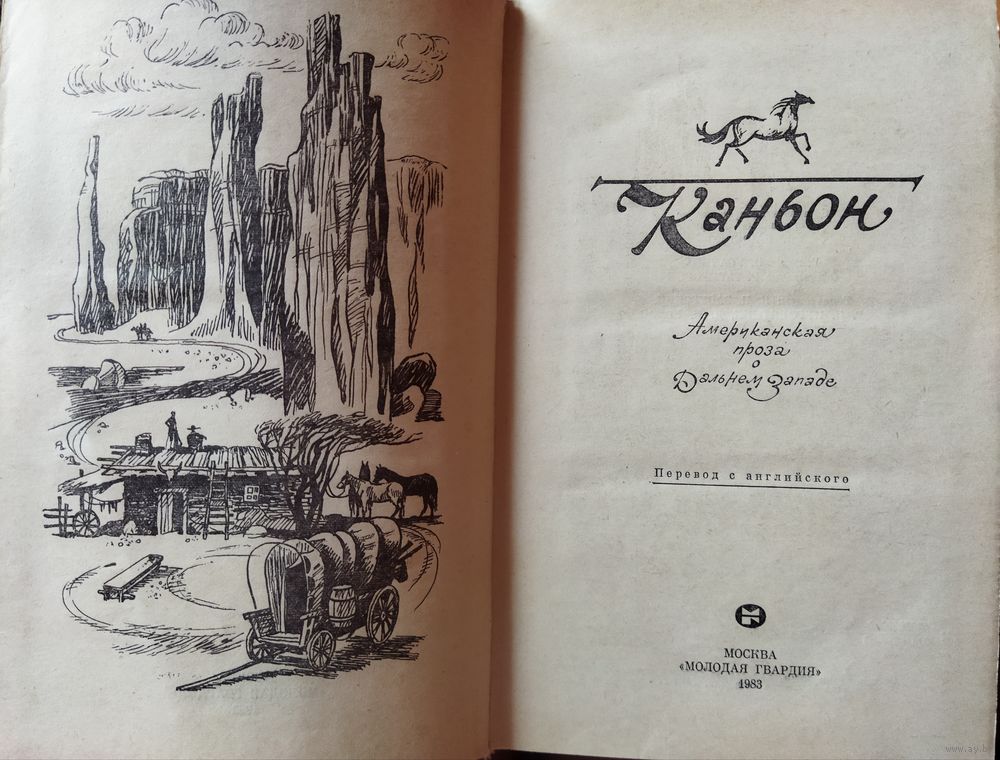 Каньон
Американская
проза
о
Дальнем Западе
Перевод с английского
МОСКВА
«МОЛОДАЯ ГВАРДИЯ»
1983